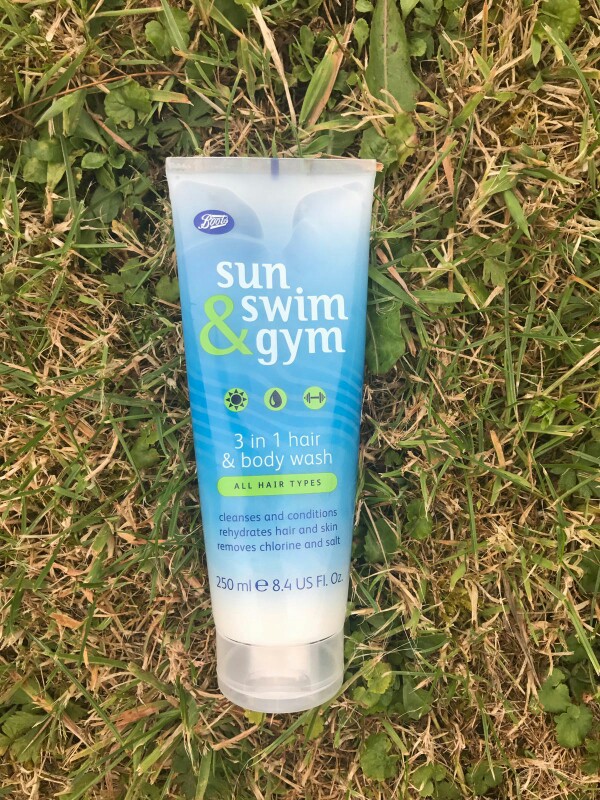 Boots
sun
& swim
gym
3 in 1 hair
& body wash
ALL HAIR TYPES
cleanses and conditions
rehydrates hair and skin
removes chlorine and salt
250 ml e 8.4 US Fl. Oz.